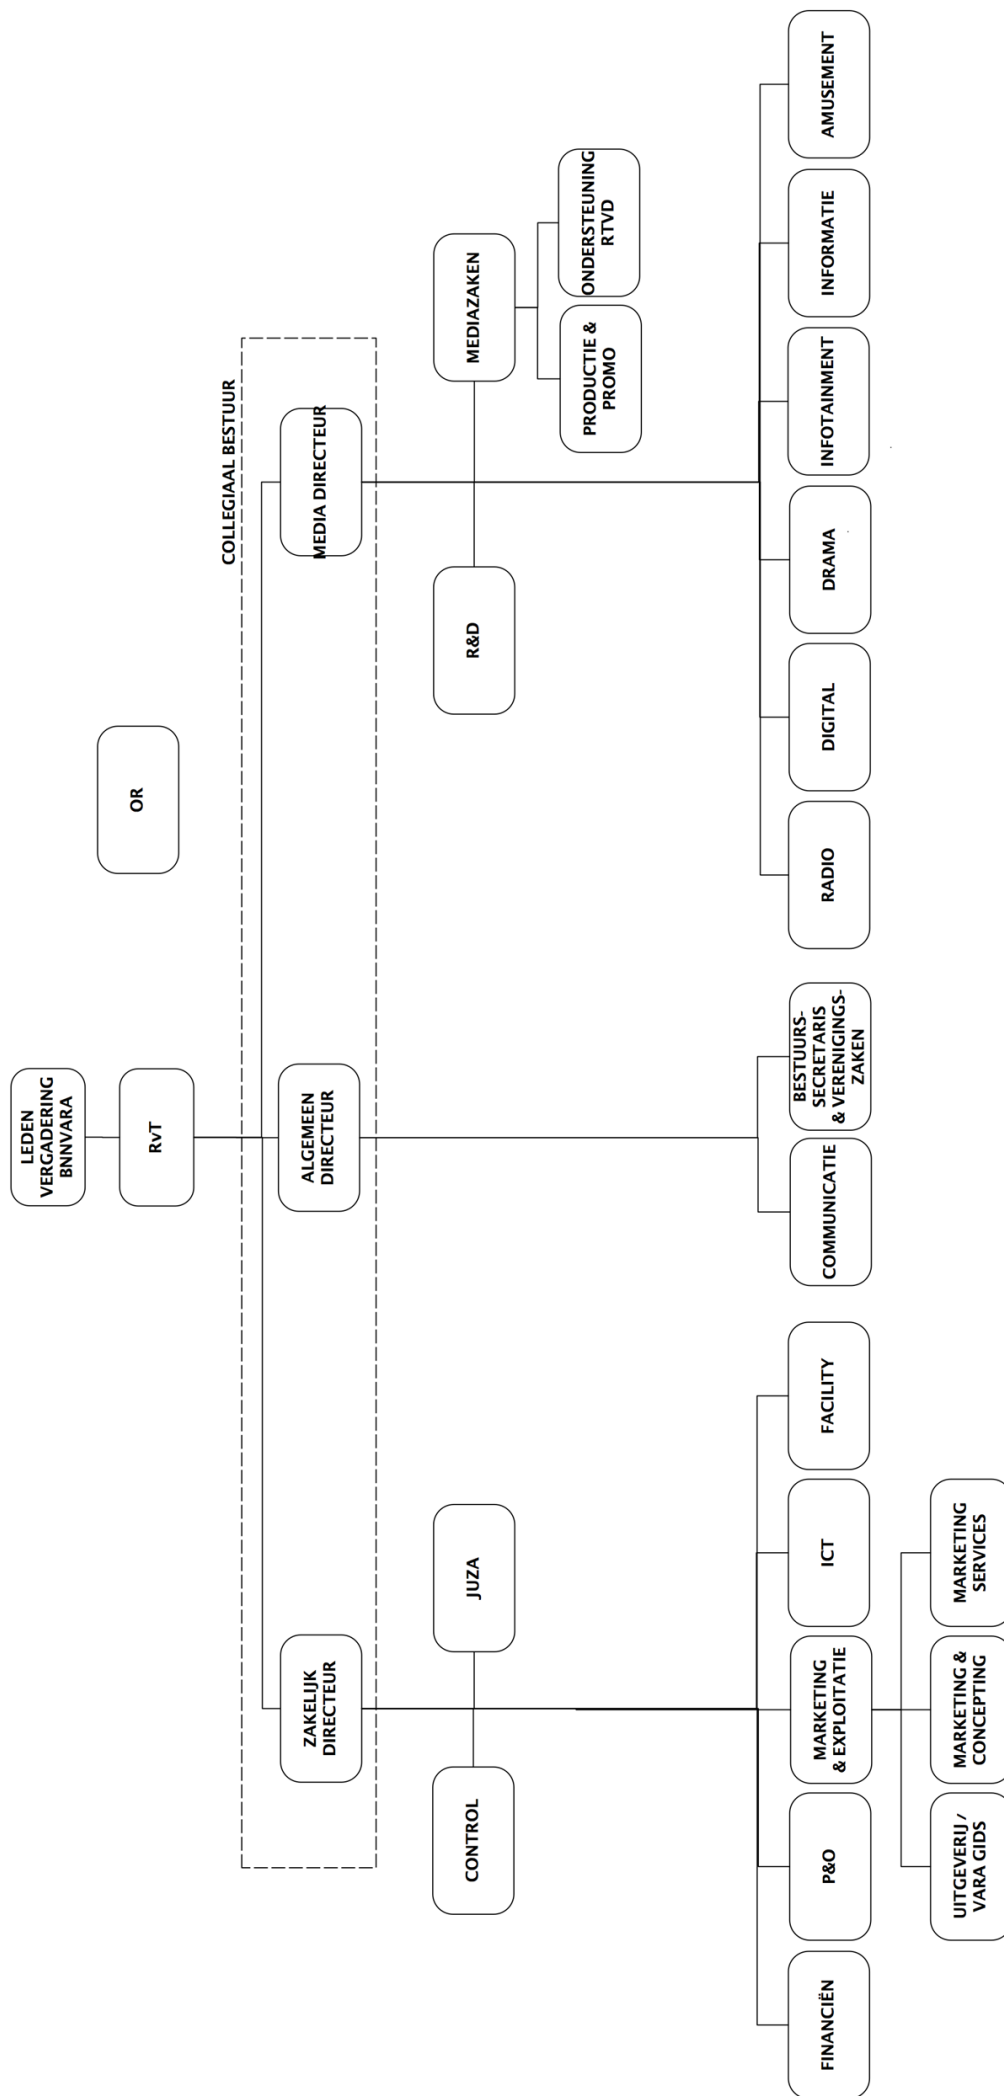 LEDEN
VERGADERING
BNNVARA
RvT
OR
COLLEGIAAL BESTUUR
ZAKELIJK
DIRECTEUR
ALGEMEEN
DIRECTEUR
MEDIA DIRECTEUR
CONTROL
JUZA
R&D
MEDIAZAKEN
PRODUCTIE &
PROMO
ONDERSTEUNING
RTVD
FINANCIËN
P&O
MARKETING
& EXPLOITATIE
ICT
FACILITY
COMMUNICATIE
BESTUURS-
SECRETARIS
& VERENIGINGS-
ZAKEN
RADIO
DIGITAL
DRAMA
INFOTAINMENT
INFORMATIE
AMUSEMENT
UITGEVERIJ /
VARA GIDS
MARKETING &
CONCEPTING
MARKETING
SERVICES